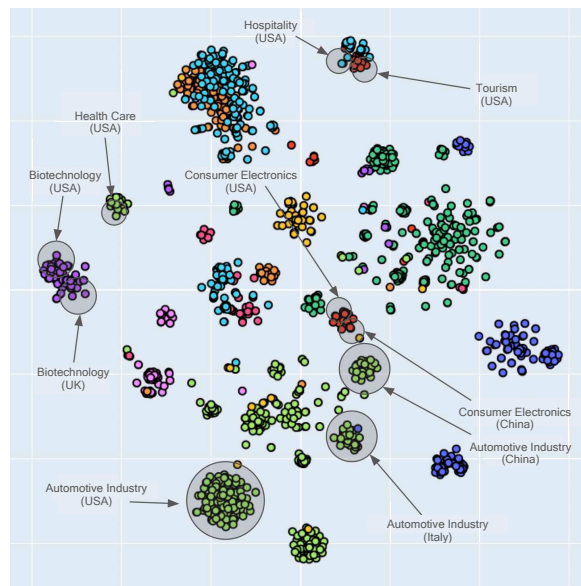 Hospitality
(USA)
Tourism
(USA)
Health Care
(USA)
Biotechnology
(USA)
Consumer Electronics
(USA)
Biotechnology
(UK)
Consumer Electronics
(China)
Automotive Industry
(China)
Automotive Industry
(USA)
Automotive Industry
(Italy)